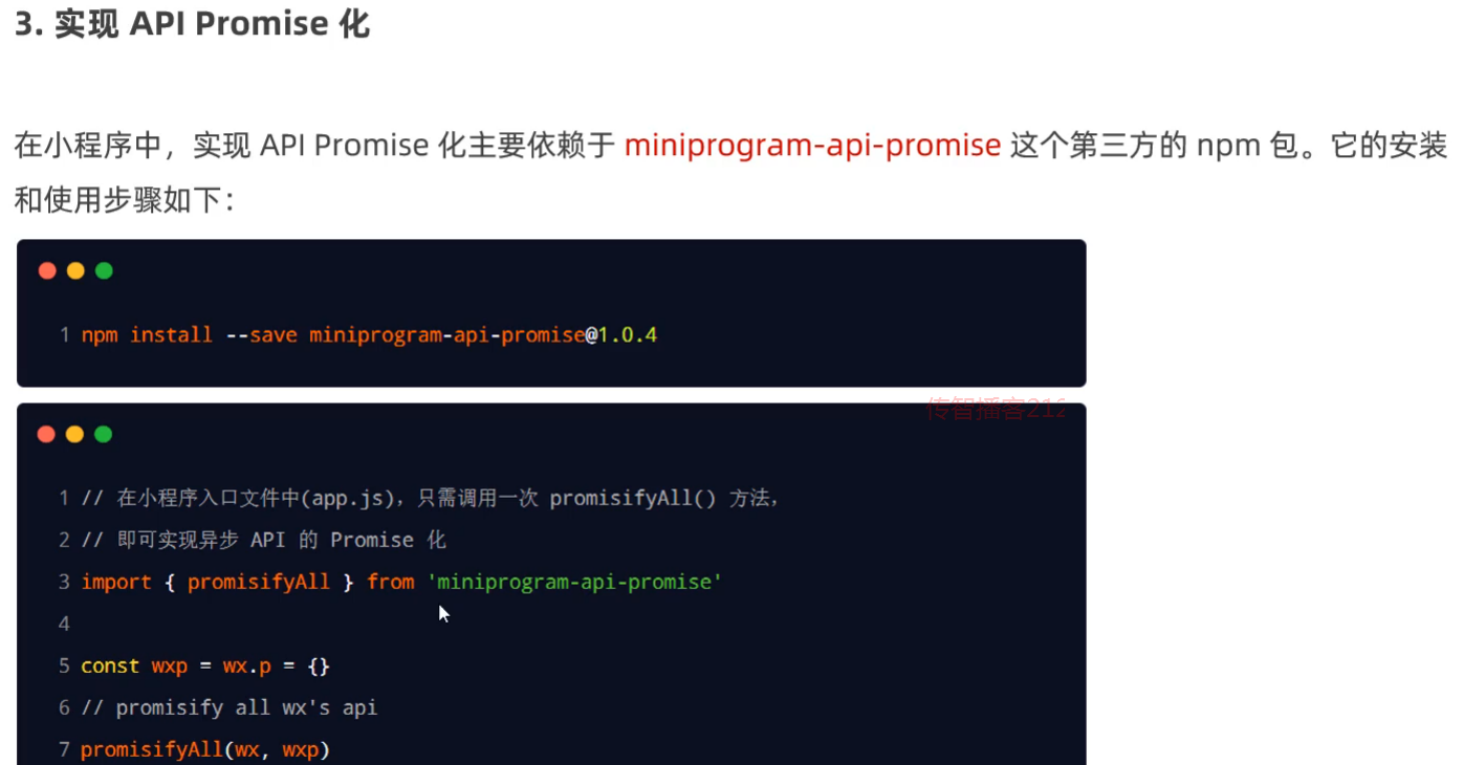 3. 实现 API Promise 化
在小程序中，实现 API Promise 化主要依赖于 miniprogram-api-promise 这个第三方的 npm 包。它的安装
和使用步骤如下：
1 npm install --save miniprogram-api-promise@1.0.4
传智播客212
1 // 在小程序入口文件中(app.js)，只需调用一次 promisifyAll() 方法，
2 // 即可实现异步 API 的 Promise 化
3 import { promisifyAll } from 'miniprogram-api-promise'
4
5 const wxp = wx.p = {}
6 // promisify all wx's api
7 promisifyAll(wx, wxp)